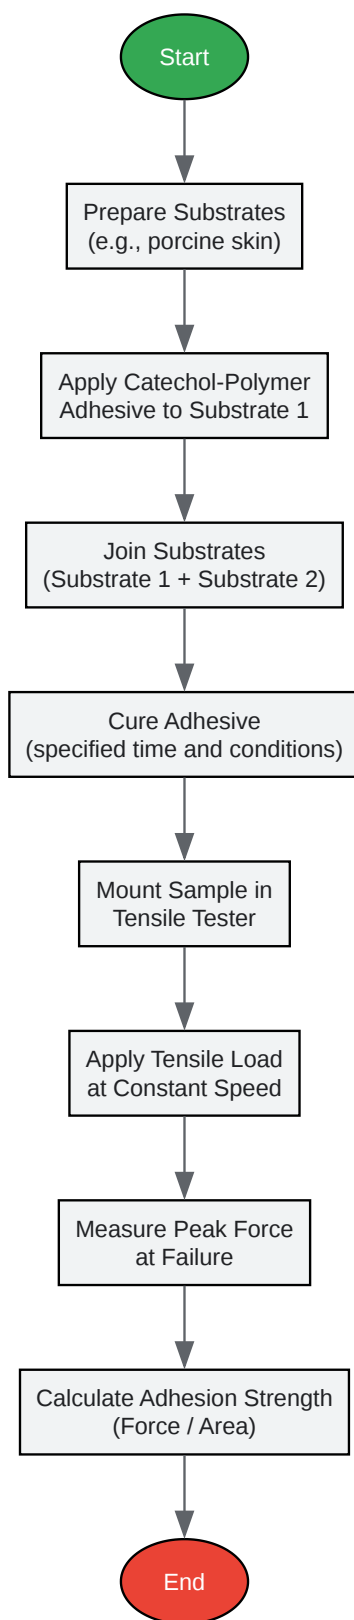 Start
Prepare Substrates
(e.g., porcine skin)
Apply Catechol-Polymer
Adhesive to Substrate 1
Join Substrates
(Substrate 1 + Substrate 2)
Cure Adhesive
(specified time and conditions)
Mount Sample in
Tensile Tester
Apply Tensile Load
at Constant Speed
Measure Peak Force
at Failure
Calculate Adhesion Strength
(Force / Area)
End